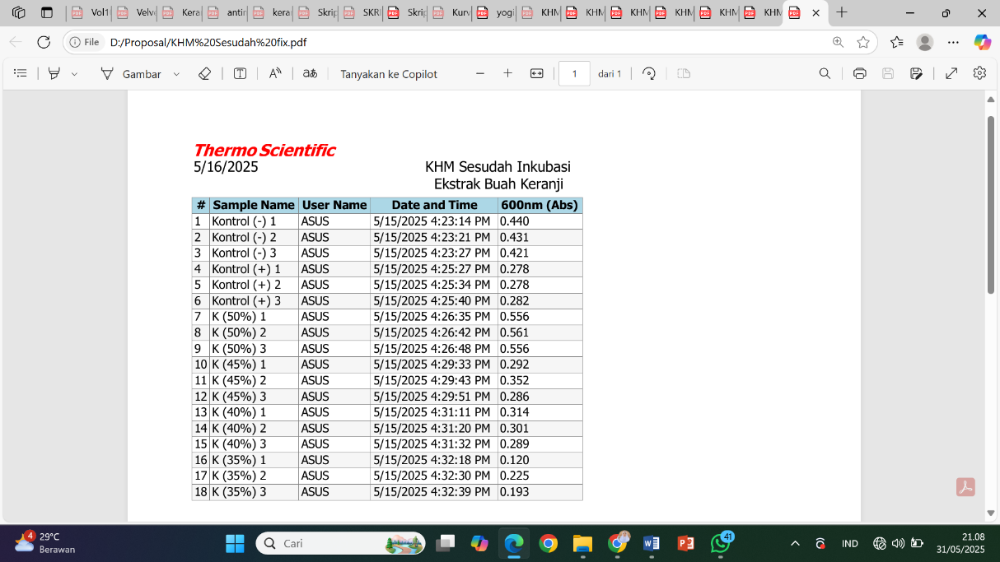 Vol1
Velv
Kera
antir
kera
Skrip
SKRI
Skrip
Kurv
yogi
KHM
KHM
KHM
KHM
KHM
KHM
File D:/Proposal/KHM%20Sesudah%20fix.pdf
Gambar
Tanyakan ke Copilot
1 dari 1
Thermo Scientific
5/16/2025 KHM Sesudah Inkubasi
Ekstrak Buah Keranji
# Sample Name User Name Date and Time 600nm (Abs)
1 Kontrol (-) 1 ASUS 5/15/2025 4:23:14 PM 0.440
2 Kontrol (-) 2 ASUS 5/15/2025 4:23:21 PM 0.431
3 Kontrol (-) 3 ASUS 5/15/2025 4:23:27 PM 0.421
4 Kontrol (+) 1 ASUS 5/15/2025 4:25:27 PM 0.278
5 Kontrol (+) 2 ASUS 5/15/2025 4:25:34 PM 0.278
6 Kontrol (+) 3 ASUS 5/15/2025 4:25:40 PM 0.282
7 K (50%) 1 ASUS 5/15/2025 4:26:35 PM 0.556
8 K (50%) 2 ASUS 5/15/2025 4:26:42 PM 0.561
9 K (50%) 3 ASUS 5/15/2025 4:26:48 PM 0.556
10 K (45%) 1 ASUS 5/15/2025 4:29:33 PM 0.292
11 K (45%) 2 ASUS 5/15/2025 4:29:43 PM 0.352
12 K (45%) 3 ASUS 5/15/2025 4:29:51 PM 0.286
13 K (40%) 1 ASUS 5/15/2025 4:31:11 PM 0.314
14 K (40%) 2 ASUS 5/15/2025 4:31:20 PM 0.301
15 K (40%) 3 ASUS 5/15/2025 4:31:32 PM 0.289
16 K (35%) 1 ASUS 5/15/2025 4:32:18 PM 0.120
17 K (35%) 2 ASUS 5/15/2025 4:32:30 PM 0.225
18 K (35%) 3 ASUS 5/15/2025 4:32:39 PM 0.193
4
29°C
Berawan
Cari
41
IND
21.08
31/05/2025